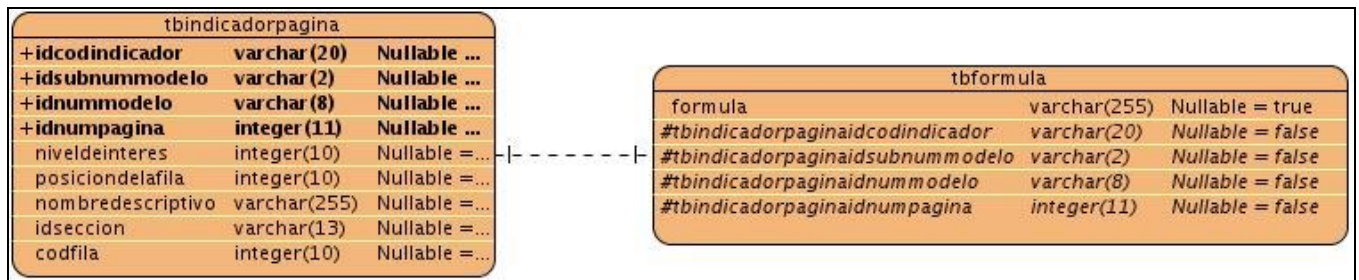 tbindicadorpagina
+idcodindicador varchar(20) Nullable ...
+idsubnummodelo varchar(2) Nullable ...
+idnummodelo varchar(8) Nullable ...
+idnumpagina integer(11) Nullable ...
niveldeinteres integer(10) Nullable =...
posiciondelafila integer(10) Nullable =...
nombredescriptivo varchar(255) Nullable =...
idseccion varchar(13) Nullable =...
codfila integer(10) Nullable =...
tbformula
formula varchar(255) Nullable = true
#tbindicadorpaginaidcodindicador varchar(20) Nullable = false
#tbindicadorpaginaidsubnummodelo varchar(2) Nullable = false
#tbindicadorpaginaidnummodelo varchar(8) Nullable = false
#tbindicadorpaginaidnumpagina integer(11) Nullable = false